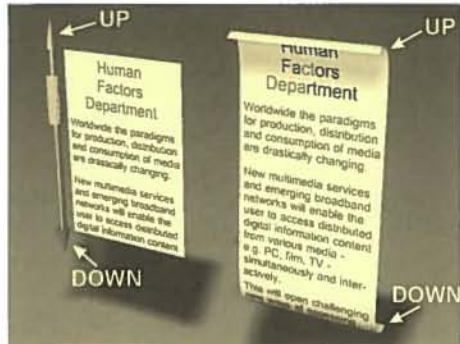 UP
Human
Factors
Department
Worldwide the paradigms
for production, distribution
and consumption of media
are drastically changing.
New multimedia services
and emerging broadband
networks will enable the
user to access distributed
digital information content
DOWN
UP
Human
Factors
Department
Worldwide the paradigms
for production, distribution
and consumption of media
are drastically changing
New multimedia services
and emerging broadband
networks will enable the
user to access distributed
digital information content
from various media -
e.g. PC, film, TV -
simultaneously and inter-
actively.
This will open challenging
DOWN